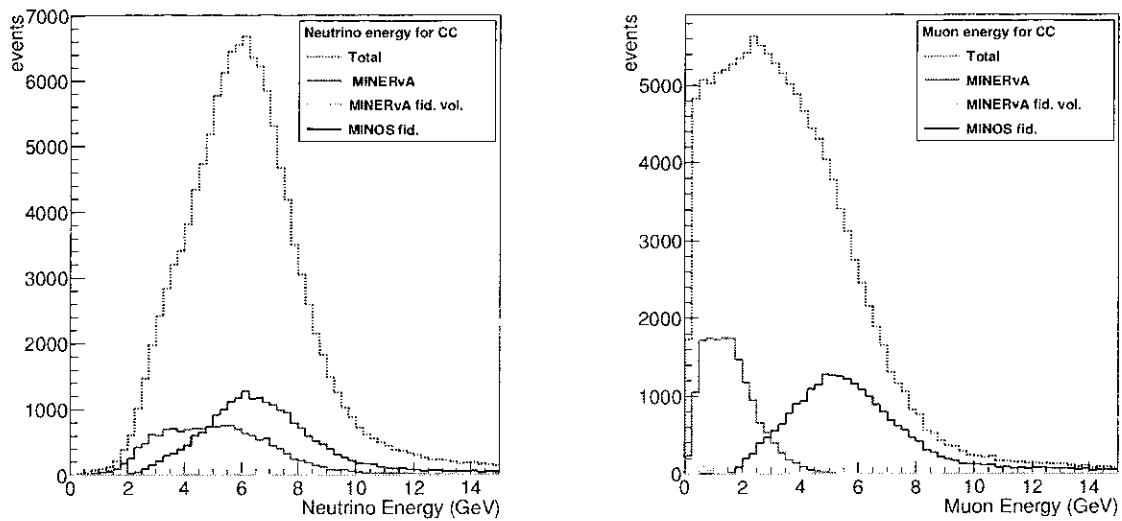 events
7000
6000
5000
4000
3000
2000
1000
0
Neutrino energy for CC
Total
MINERvA
MINERvA fid. vol.
MINOS fid.
0 2 4 6 8 10 12 14
Neutrino Energy (GeV)
events
5000
4000
3000
2000
1000
0
Muon energy for CC
Total
MINERvA
MINERvA fid. vol.
MINOS fid.
0 2 4 6 8 10 12 14
Muon Energy (GeV)